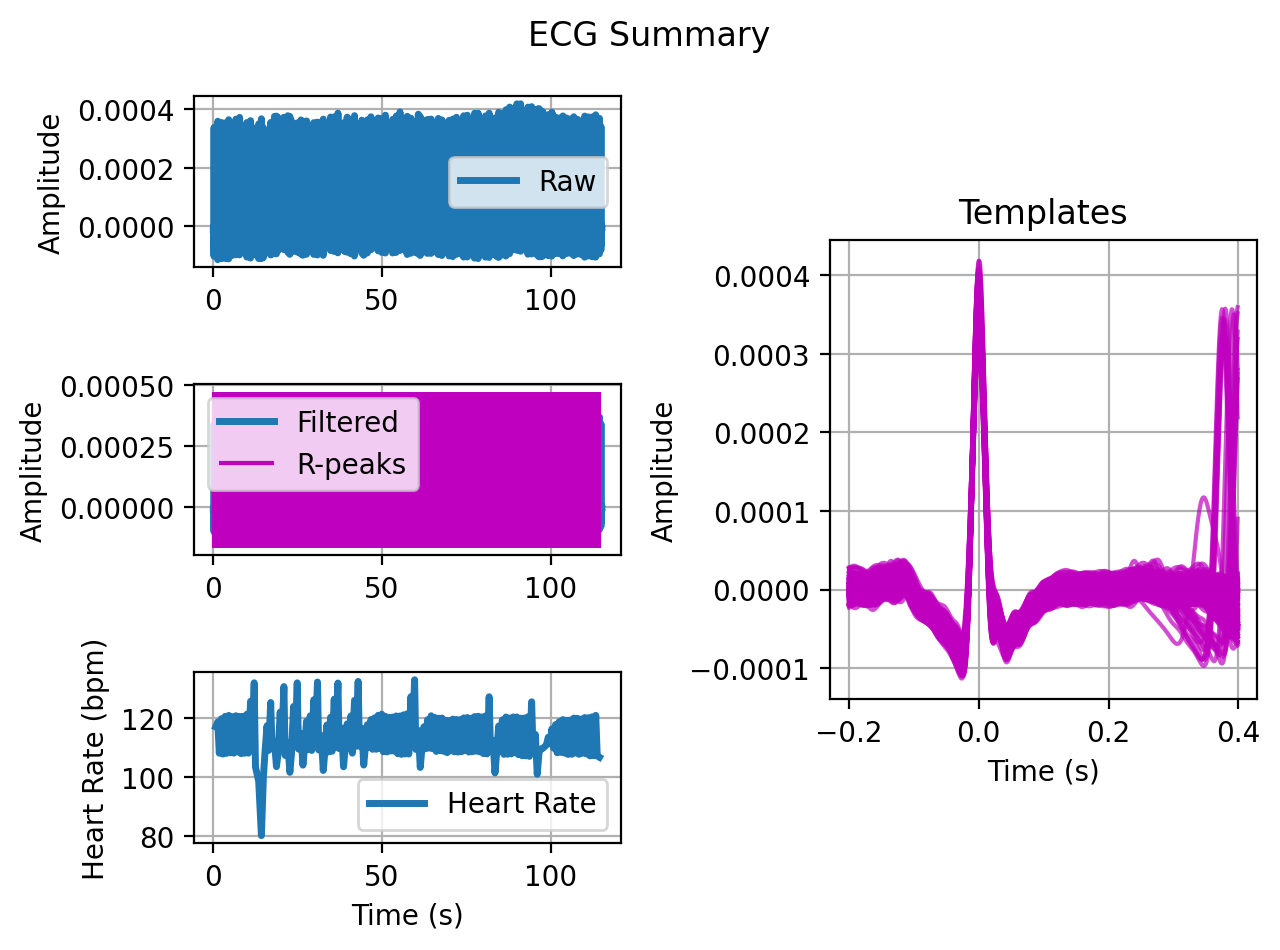 ECG Summary
Amplitude
0.0004
0.0002
0.0000
Raw
0
50
100
Amplitude
0.00050
0.00025
0.00000
Filtered
R-peaks
0
50
100
Heart Rate (bpm)
120
100
80
Heart Rate
0
50
100
Time (s)
Templates
Amplitude
0.0004
0.0003
0.0002
0.0001
0.0000
−0.0001
−0.2
0.0
0.2
0.4
Time (s)